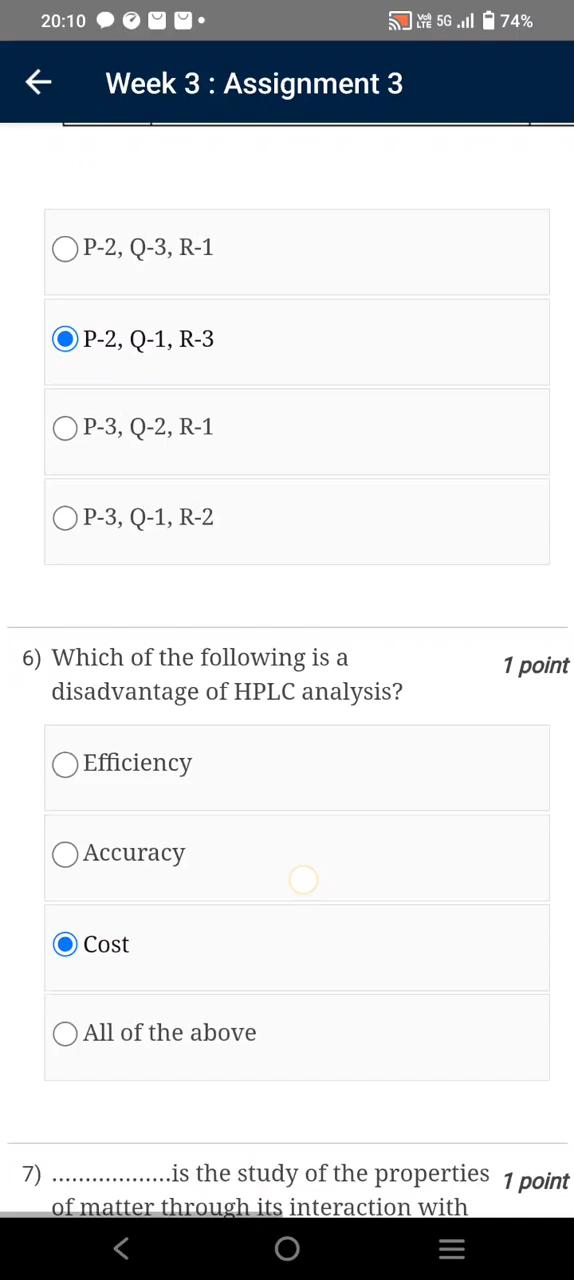 20:10 Vo) LTE 5G 74%
Week 3 : Assignment 3
P-2, Q-3, R-1
P-2, Q-1, R-3
P-3, Q-2, R-1
P-3, Q-1, R-2
6) Which of the following is a 1 point
disadvantage of HPLC analysis?
Efficiency
Accuracy
Cost
All of the above
7) .................is the study of the properties 1 point
of matter through its interaction with